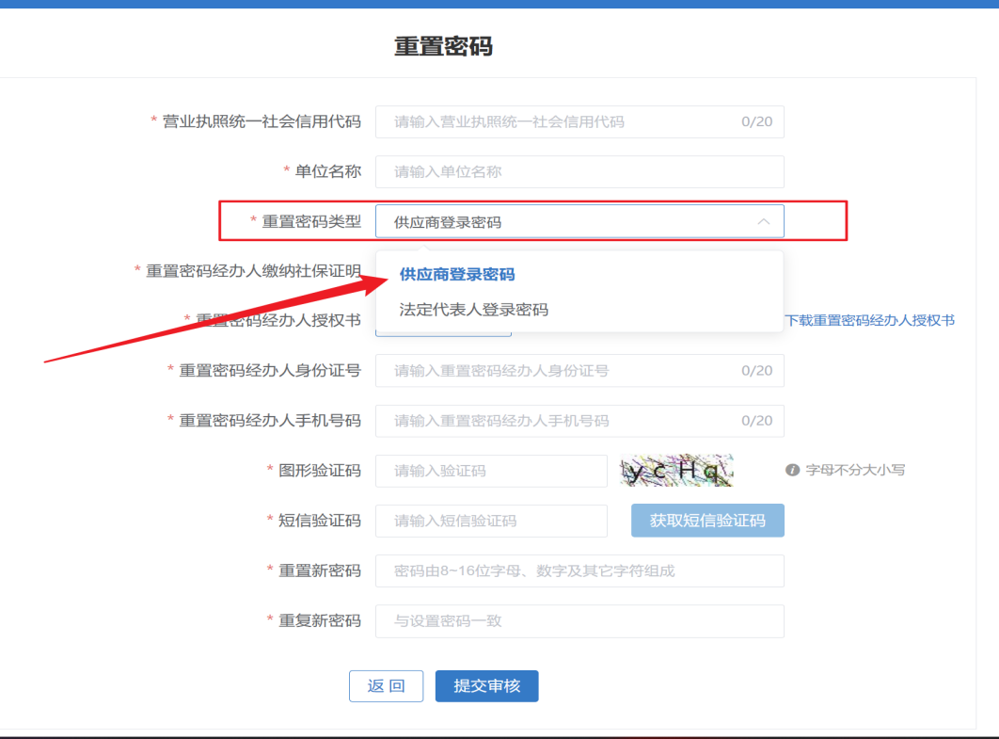 重置密码
* 营业执照统一社会信用代码 请输入营业执照统一社会信用代码 0/20
* 单位名称 请输入单位名称
* 重置密码类型 供应商登录密码
* 重置密码经办人缴纳社保证明 供应商登录密码
法定代表人登录密码
* 重置密码经办人授权书 下载重置密码经办人授权书
* 重置密码经办人身份证号 请输入重置密码经办人身份证号 0/20
* 重置密码经办人手机号码 请输入重置密码经办人手机号码 0/20
* 图形验证码 请输入验证码 ycHq 字母不分大小写
* 短信验证码 请输入短信验证码 获取短信验证码
* 重置新密码 密码由8~16位字母、数字及其它字符组成
* 重复新密码 与设置密码一致
返 回 提交审核